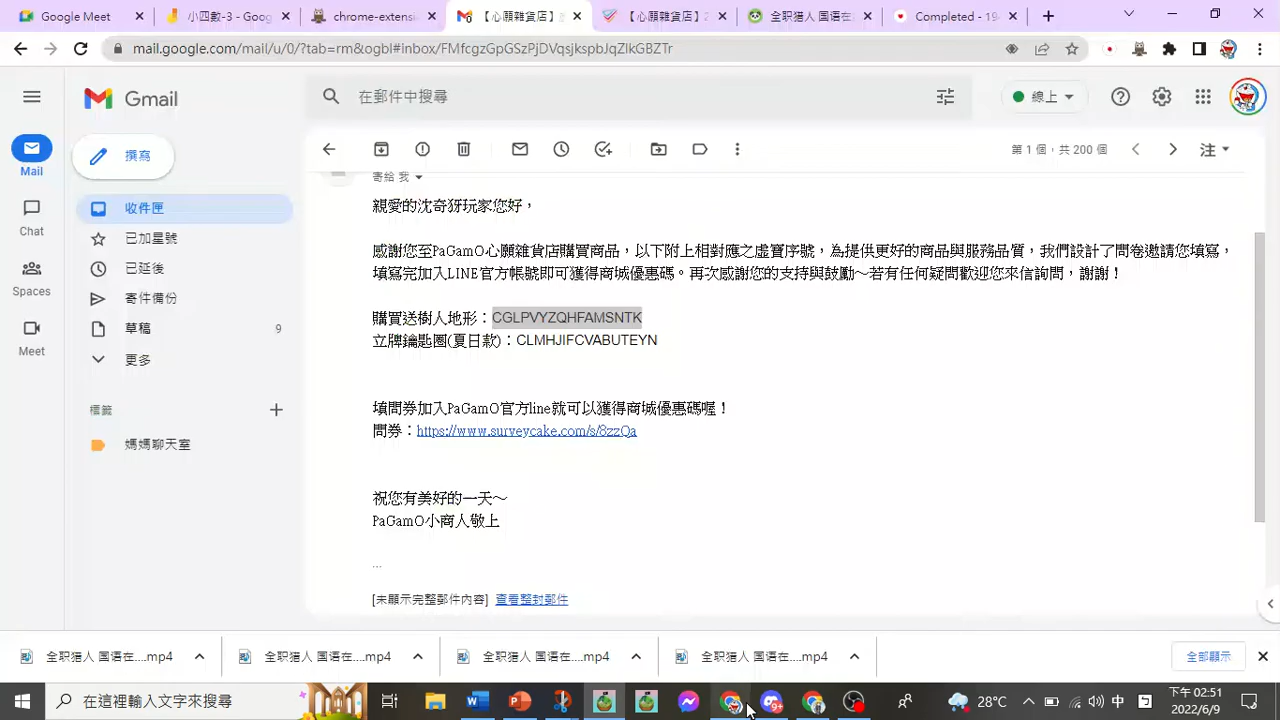 Google Meet
小四數-3 - Goog
chrome-extensi
【心願雜貨店】
【心願雜貨店】2
全职猎人 国语在
Completed - 19
mail.google.com/mail/u/0/?tab=rm&ogbl#inbox/FMfcgzGpGSzPjDVqsjkspbJqZlkGBZTr
Gmail
在郵件中搜尋
線上
Mail
撰寫
第 1 個，共 200 個
注
收件匣
寄給 我
親愛的沈奇犽玩家您好，
Chat
已加星號
已延後
感謝您至PaGamO心願雜貨店購買商品，以下附上相對應之虛寶序號，為提供更好的商品與服務品質，我們設計了問卷邀請您填寫，
填寫完加入LINE官方帳號即可獲得商城優惠碼。再次感謝您的支持與鼓勵～若有任何疑問歡迎您來信詢問，謝謝！
Spaces
寄件備份
草稿 9
購買送樹人地形：CGLPVYZQHFAMSNTK
立牌鑰匙圈(夏日款)：CLMHJIFCVABUTEYN
Meet
更多
標籤
填問券加入PaGamO官方line就可以獲得商城優惠碼喔！
問券：https://www.surveycake.com/s/8zzQa
媽媽聊天室
祝您有美好的一天～
PaGamO小商人敬上
...
[未顯示完整郵件內容] 查看整封郵件
全职猎人 国语在....mp4
全职猎人 国语在....mp4
全职猎人 国语在....mp4
全职猎人 国语在....mp4
全部顯示
在這裡輸入文字來搜尋
28°C
中
下午 02:51
2022/6/9